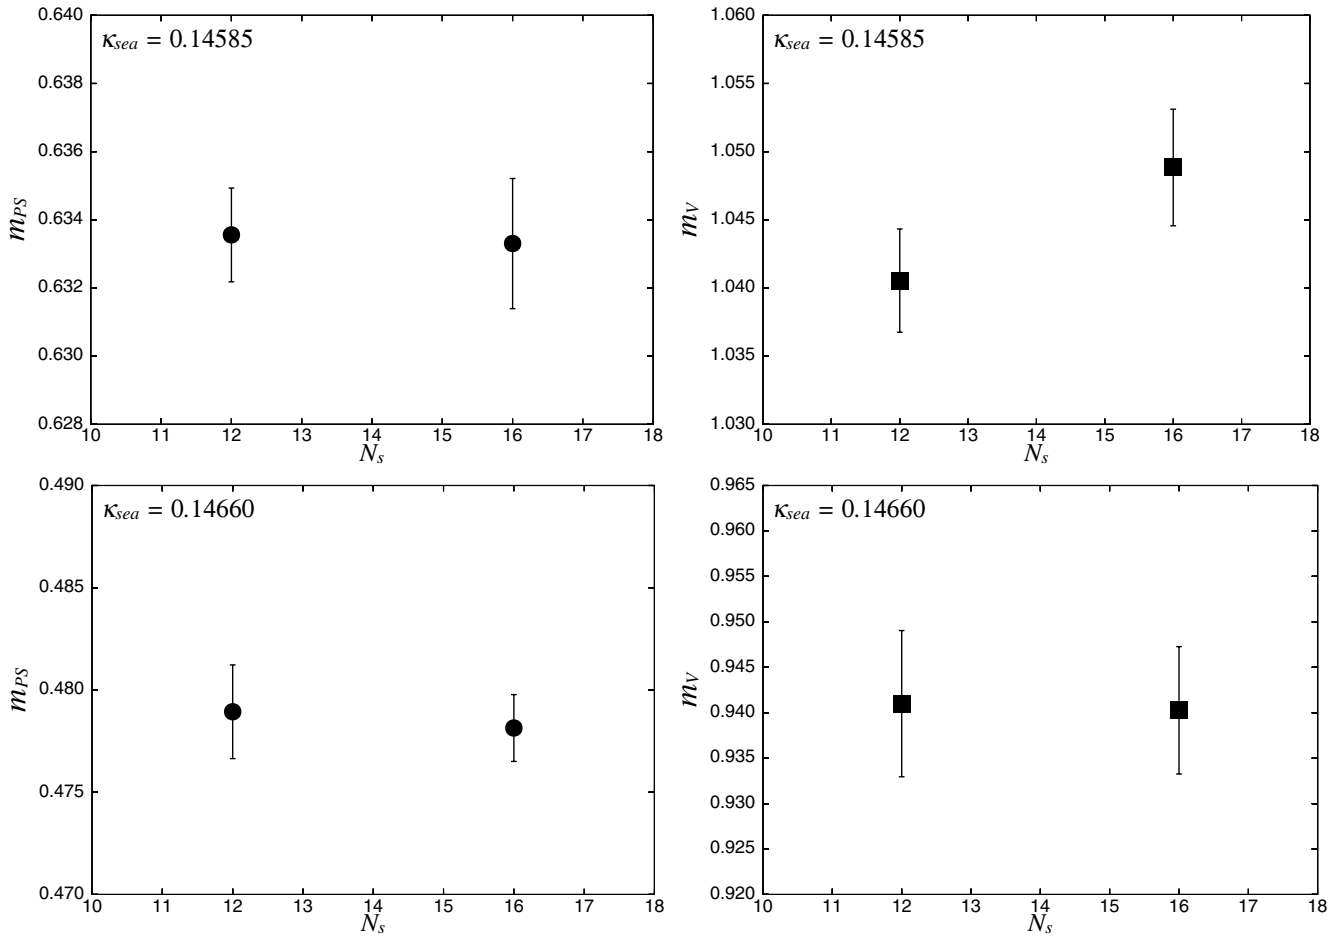 κsea = 0.14585
0.640
0.638
0.636
0.634
0.632
0.630
0.628
mPS
10 11 12 13 14 15 16 17 18
Ns
κsea = 0.14585
1.060
1.055
1.050
1.045
1.040
1.035
1.030
mV
10 11 12 13 14 15 16 17 18
Ns
κsea = 0.14660
0.490
0.485
0.480
0.475
0.470
mPS
10 11 12 13 14 15 16 17 18
Ns
κsea = 0.14660
0.965
0.960
0.955
0.950
0.945
0.940
0.935
0.930
0.925
0.920
mV
10 11 12 13 14 15 16 17 18
Ns